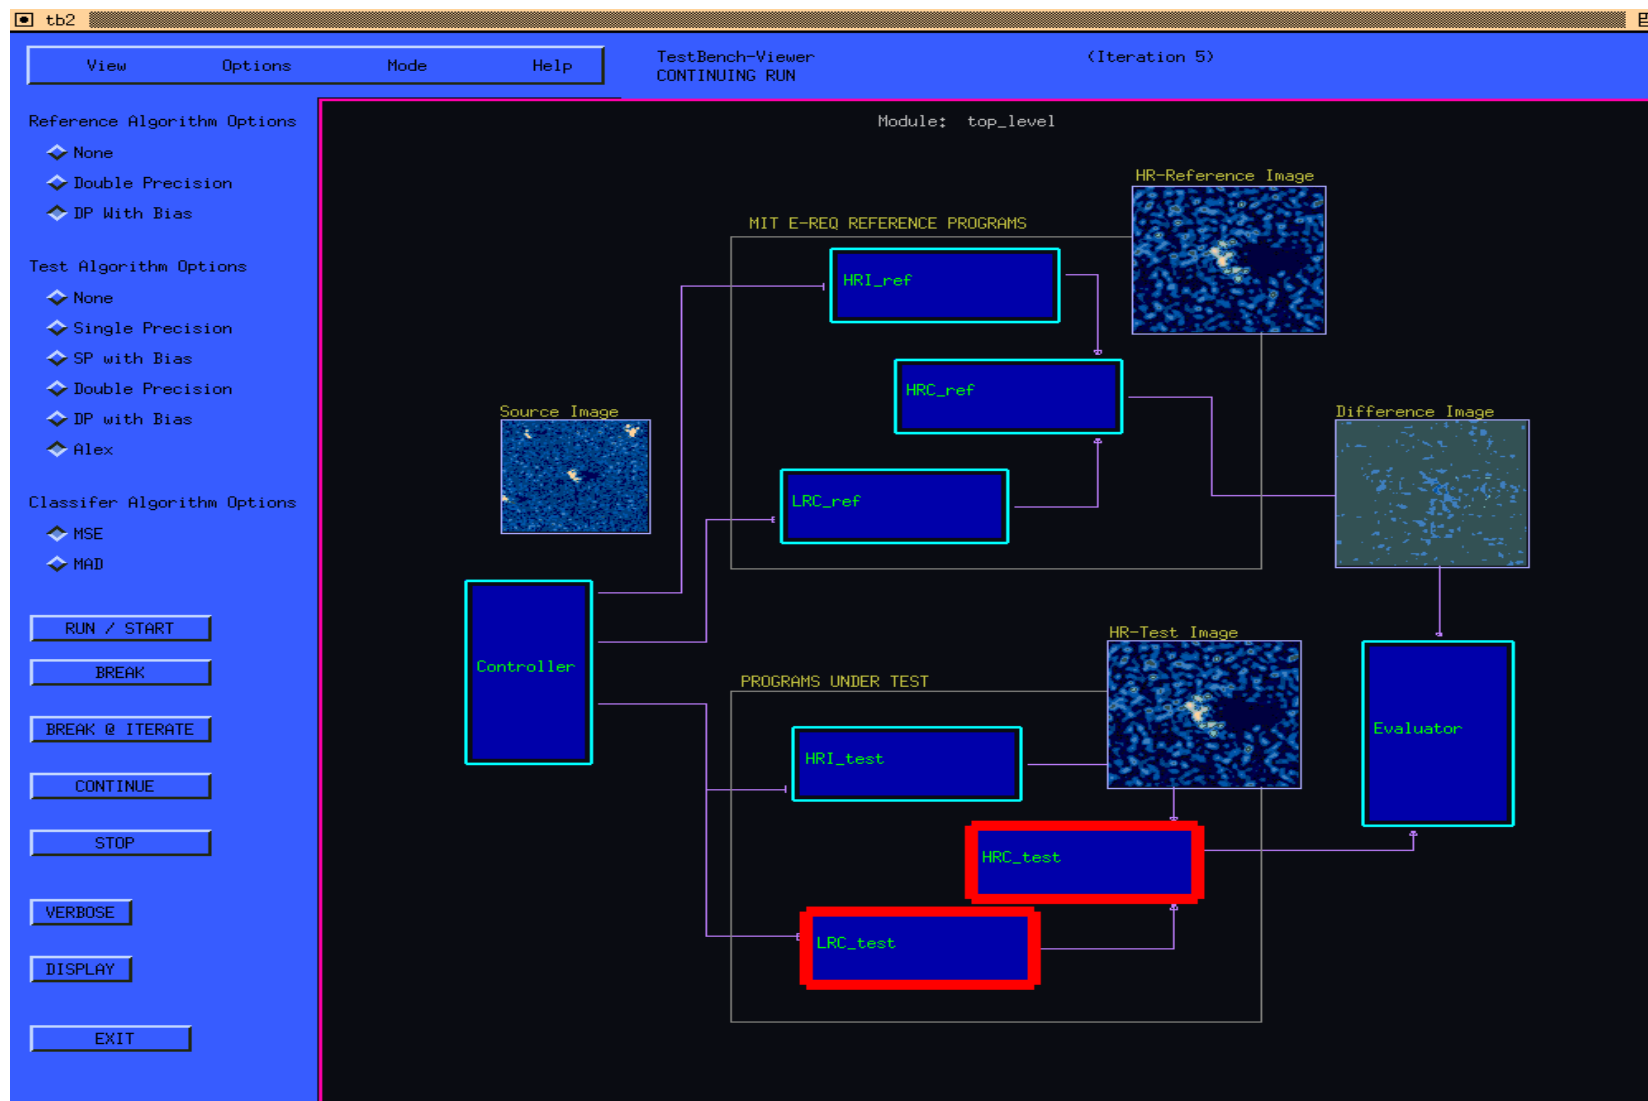 tb2
View Options Mode Help
TestBench-Viewer (Iteration 5)
CONTINUING RUN
Reference Algorithm Options
None
Double Precision
DP With Bias
Test Algorithm Options
None
Single Precision
SP with Bias
Double Precision
DP with Bias
Alex
Classifer Algorithm Options
MSE
MAD
RUN / START
BREAK
BREAK @ ITERATE
CONTINUE
STOP
VERBOSE
DISPLAY
EXIT
Module: top_level
HR-Reference Image
MIT E-REQ REFERENCE PROGRAMS
HRI_ref
HRC_ref
Source Image
Difference Image
LRC_ref
Controller
HR-Test Image
PROGRAMS UNDER TEST
HRI_test
Evaluator
HRC_test
LRC_test